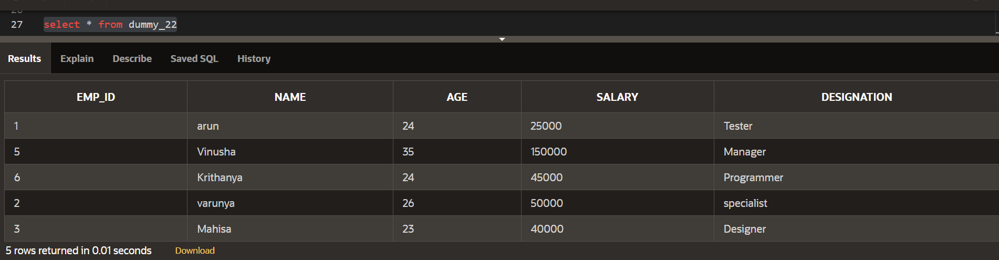 27 select * from dummy_22
Results Explain Describe Saved SQL History
EMP_ID NAME AGE SALARY DESIGNATION
1 arun 24 25000 Tester
5 Vinusha 35 150000 Manager
6 Krithanya 24 45000 Programmer
2 varunya 26 50000 specialist
3 Mahisa 23 40000 Designer
5 rows returned in 0.01 seconds Download